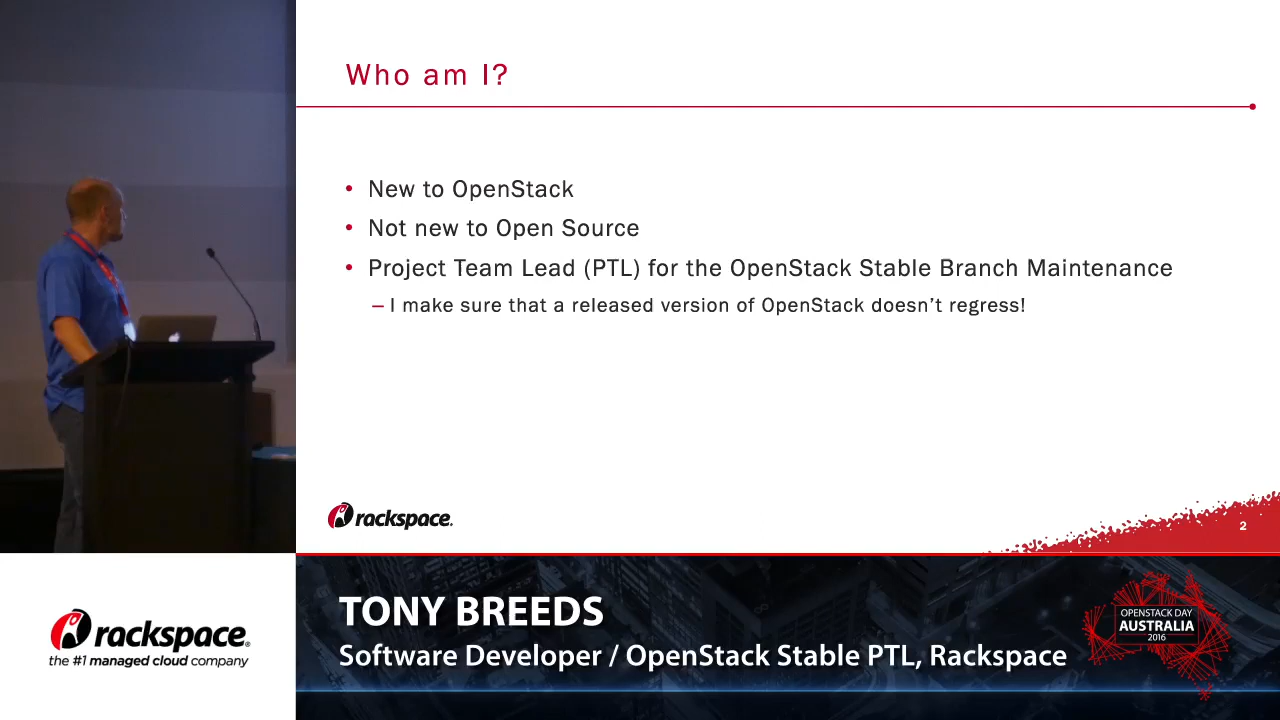 Who am I?
• New to OpenStack
• Not new to Open Source
• Project Team Lead (PTL) for the OpenStack Stable Branch Maintenance
– I make sure that a released version of OpenStack doesn't regress!
rackspace.
2
rackspace®
the #1 managed cloud company
TONY BREEDS
Software Developer / OpenStack Stable PTL, Rackspace
OPENSTACK DAY
AUSTRALIA
2016